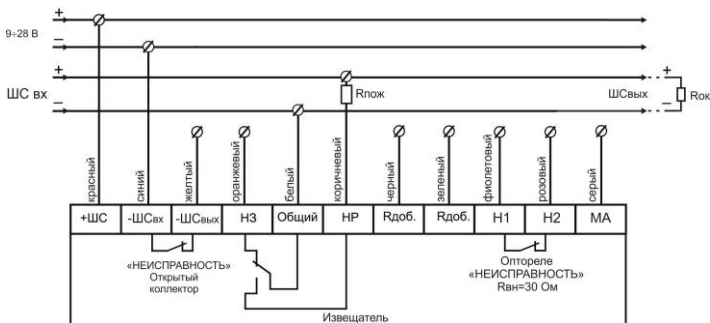 +
9÷28 В
–
+
ШС вх
–
Rпож
ШСвых
+
–
Rок
красный
синий
желтый
оранжевый
белый
коричневый
черный
зеленый
фиолетовый
розовый
серый
+ШС
-ШСвх
-ШСвых
НЗ
Общий
НР
Rдоб.
Rдоб.
Н1
Н2
МА
«НЕИСПРАВНОСТЬ»
Открытый
коллектор
Оптореле
«НЕИСПРАВНОСТЬ»
Rвн=30 Ом
Извещатель